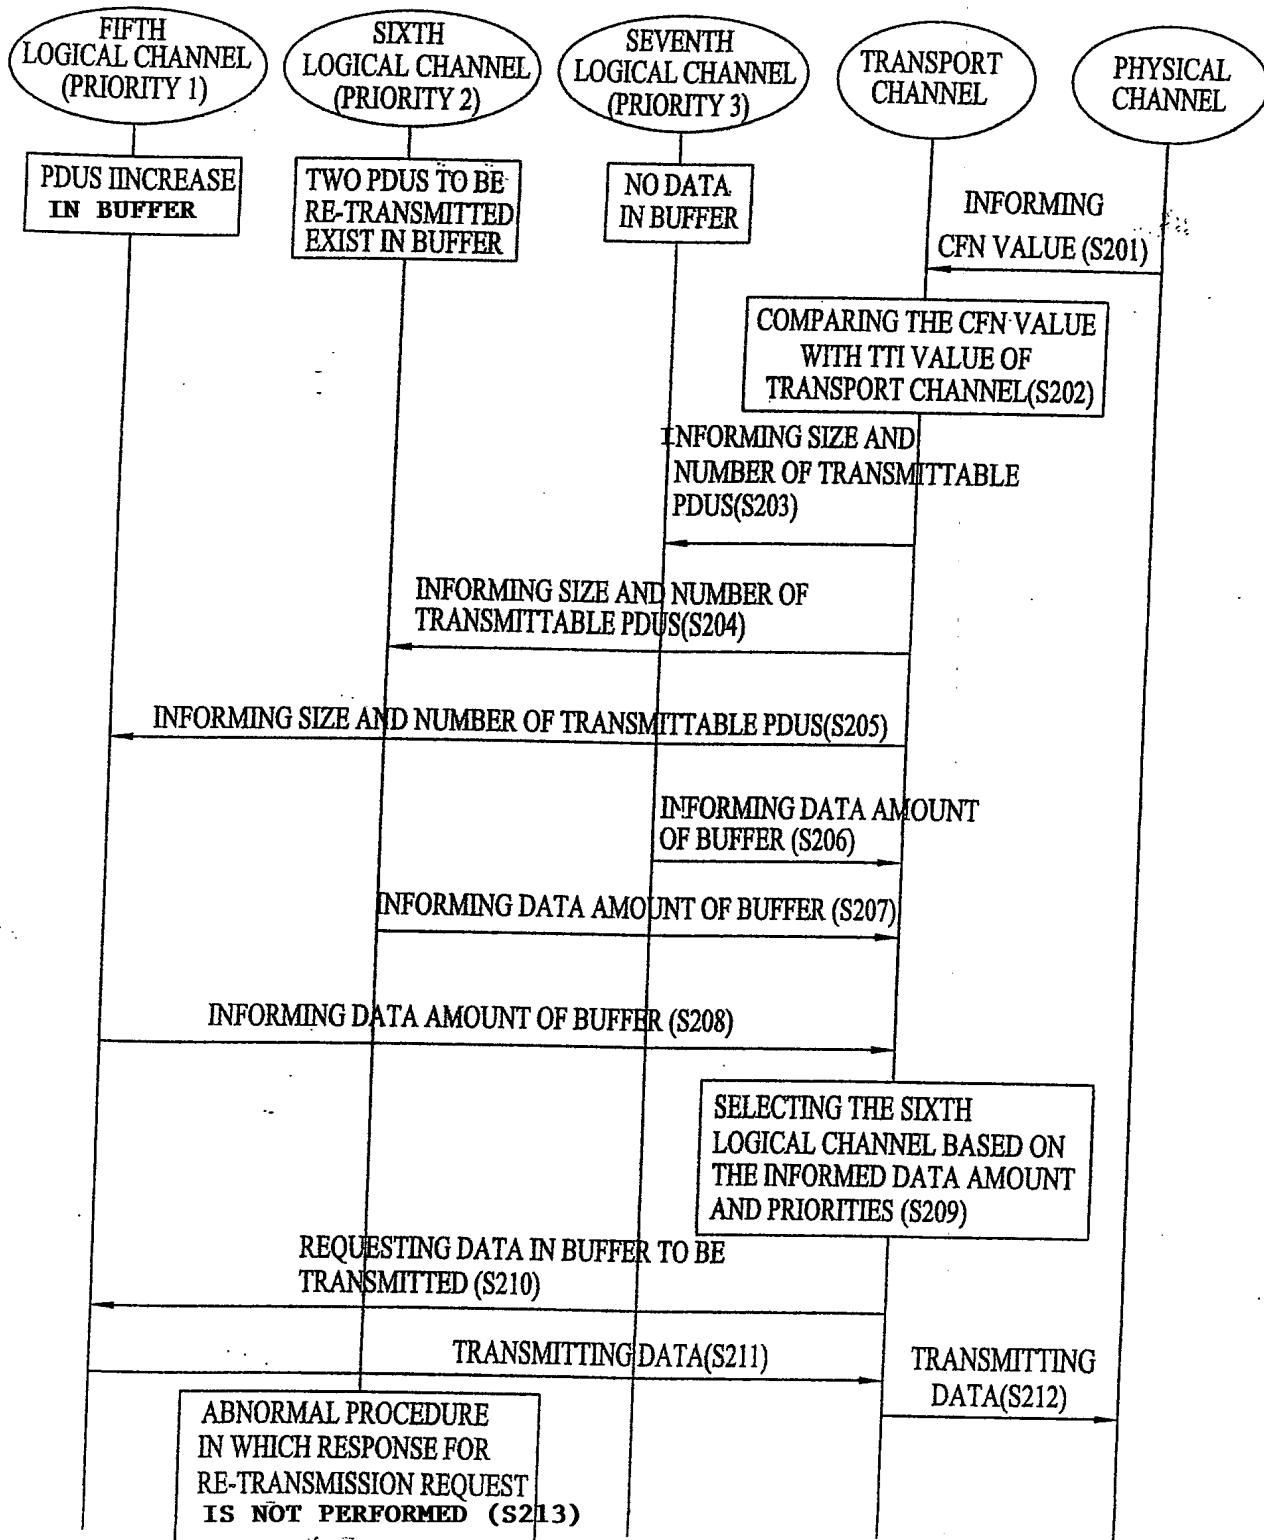 FIFTH
LOGICAL CHANNEL
(PRIORITY 1)
SIXTH
LOGICAL CHANNEL
(PRIORITY 2)
SEVENTH
LOGICAL CHANNEL
(PRIORITY 3)
TRANSPORT
CHANNEL
PHYSICAL
CHANNEL
PDUS IINCREASE
IN BUFFER
TWO PDUS TO BE
RE-TRANSMITTED
EXIST IN BUFFER
NO DATA
IN BUFFER
INFORMING
CFN VALUE (S201)
COMPARING THE CFN VALUE
WITH TTI VALUE OF
TRANSPORT CHANNEL(S202)
INFORMING SIZE AND
NUMBER OF TRANSMITTABLE
PDUS(S203)
INFORMING SIZE AND NUMBER OF
TRANSMITTABLE PDUS(S204)
INFORMING SIZE AND NUMBER OF TRANSMITTABLE PDUS(S205)
INFORMING DATA AMOUNT
OF BUFFER (S206)
INFORMING DATA AMOUNT OF BUFFER (S207)
INFORMING DATA AMOUNT OF BUFFER (S208)
SELECTING THE SIXTH
LOGICAL CHANNEL BASED ON
THE INFORMED DATA AMOUNT
AND PRIORITIES (S209)
REQUESTING DATA IN BUFFER TO BE
TRANSMITTED (S210)
TRANSMITTING DATA(S211)
TRANSMITTING
DATA(S212)
ABNORMAL PROCEDURE
IN WHICH RESPONSE FOR
RE-TRANSMISSION REQUEST
IS NOT PERFORMED (S213)